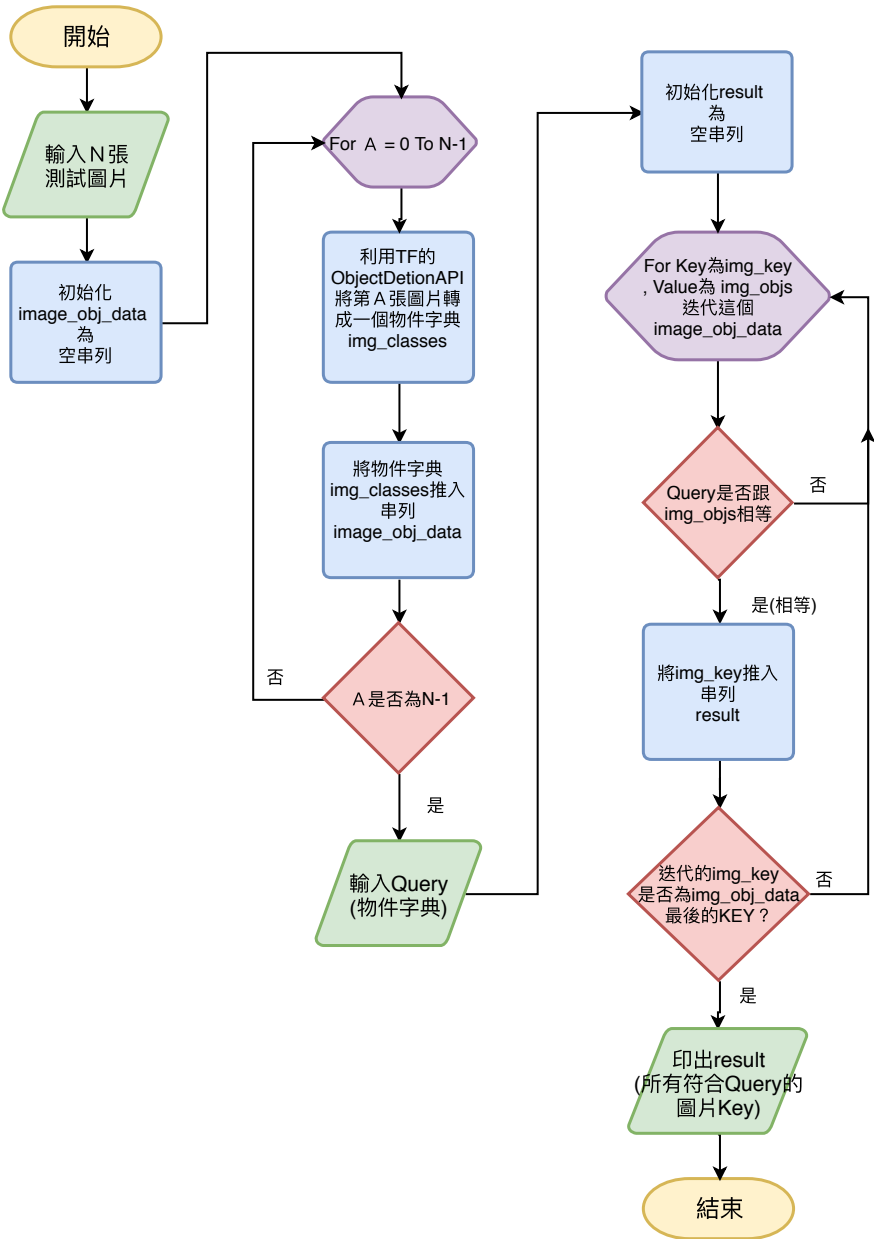 開始
輸入N張
測試圖片
初始化
image_obj_data
為
空串列
For A = 0 To N-1
利用TF的
ObjectDetionAPI
將第A張圖片轉
成一個物件字典
img_classes
將物件字典
img_classes推入
串列
image_obj_data
A是否為N-1
否
是
輸入Query
(物件字典)
初始化result
為
空串列
For Key為img_key
, Value為 img_objs
迭代這個
image_obj_data
Query是否跟
img_objs相等
否
是(相等)
將img_key推入
串列
result
迭代的img_key
是否為img_obj_data
最後的KEY？
否
是
印出result
(所有符合Query的
圖片Key)
結束